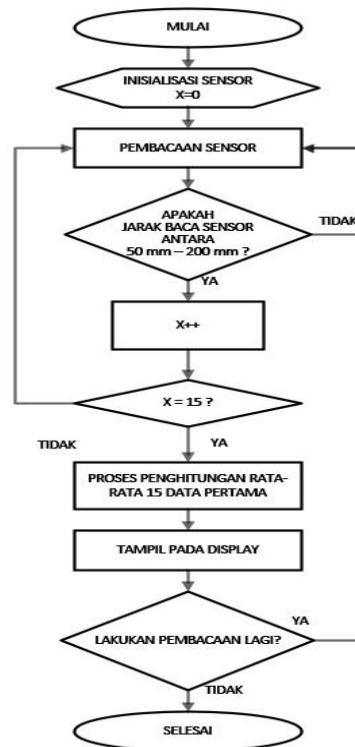 MULAI
INISIALISASI SENSOR
X=0
PEMBACAAN SENSOR
APAKAH
JARAK BACA SENSOR
ANTARA
50 mm – 200 mm ?
TIDAK
YA
X++
X = 15 ?
TIDAK
YA
PROSES PENGHITUNGAN RATA-
RATA 15 DATA PERTAMA
TAMPIL PADA DISPLAY
LAKUKAN PEMBACAAN LAGI?
YA
TIDAK
SELESAI